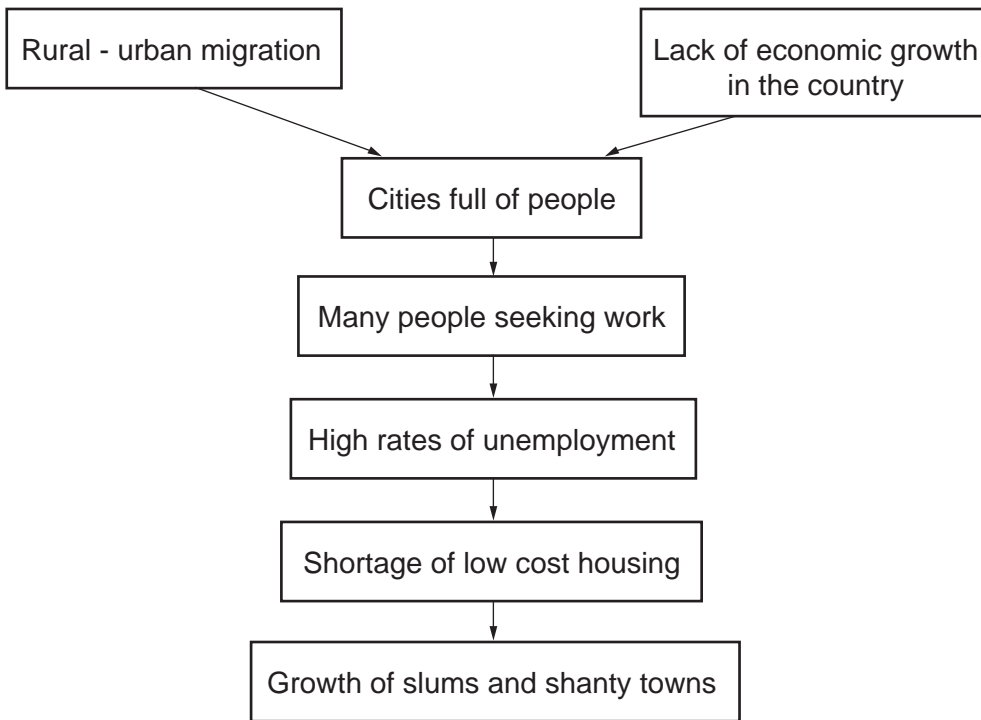 Rural - urban migration
Lack of economic growth
in the country
Cities full of people
Many people seeking work
High rates of unemployment
Shortage of low cost housing
Growth of slums and shanty towns